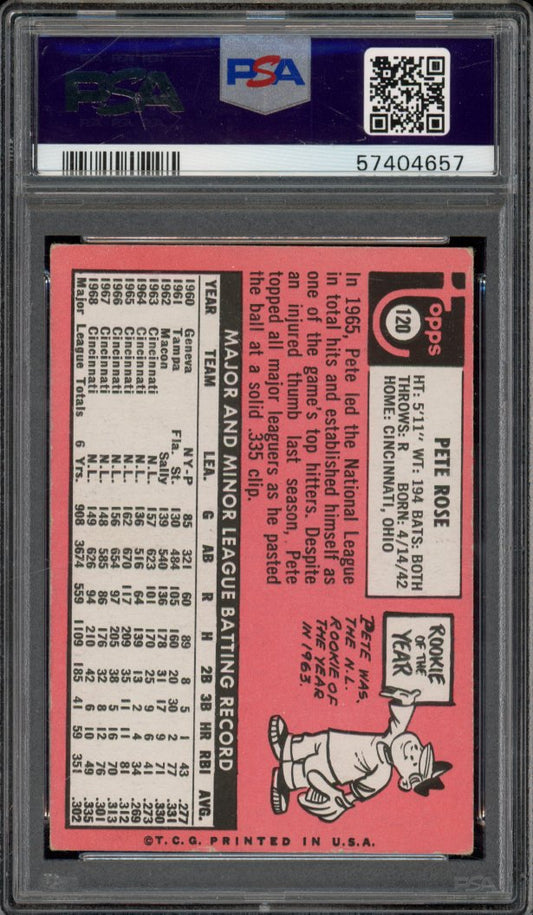 PSA
PSA
57404657
Topps
120
PETE ROSE
HT: 5'11" WT: 194 BATS: BOTH
THROWS: R BORN: 4/14/42
HOME: CINCINNATI, OHIO
In 1965, Pete led the National League
in total hits and established himself as
one of the game's top hitters. Despite
an injured thumb last season, Pete
topped all major leaguers as he pasted
the ball at a solid .335 clip.
ROOKIE
OF THE
YEAR
PETE WAS
THE N.L.
ROOKIE OF
THE YEAR
IN 1963.
MAJOR AND MINOR LEAGUE BATTING RECORD
YEAR TEAM LEA. G AB R H 2B 3B HR RBI AVG.
1960 Geneva NY-P 85 321 60 89 8 5 1 43 .277
1961 Tampa Fla. St. 130 484 105 160 20 30 2 77 .331
1962 Macon Sally 139 540 136 178 31 17 9 71 .330
1963 Cincinnati N.L. 157 623 101 170 25 9 6 41 .273
1964 Cincinnati N.L. 136 516 64 139 13 2 4 34 .269
1965 Cincinnati N.L. 162 670 117 209 35 11 11 81 .312
1966 Cincinnati N.L. 156 654 97 205 38 5 16 70 .313
1967 Cincinnati N.L. 148 585 86 176 32 8 12 76 .301
1968 Cincinnati N.L. 149 626 94 210 42 6 10 49 .335
Major League Totals 6 Yrs. 908 3674 559 1109 185 41 59 351 .302
©T.C.G. PRINTED IN U.S.A.
PSA